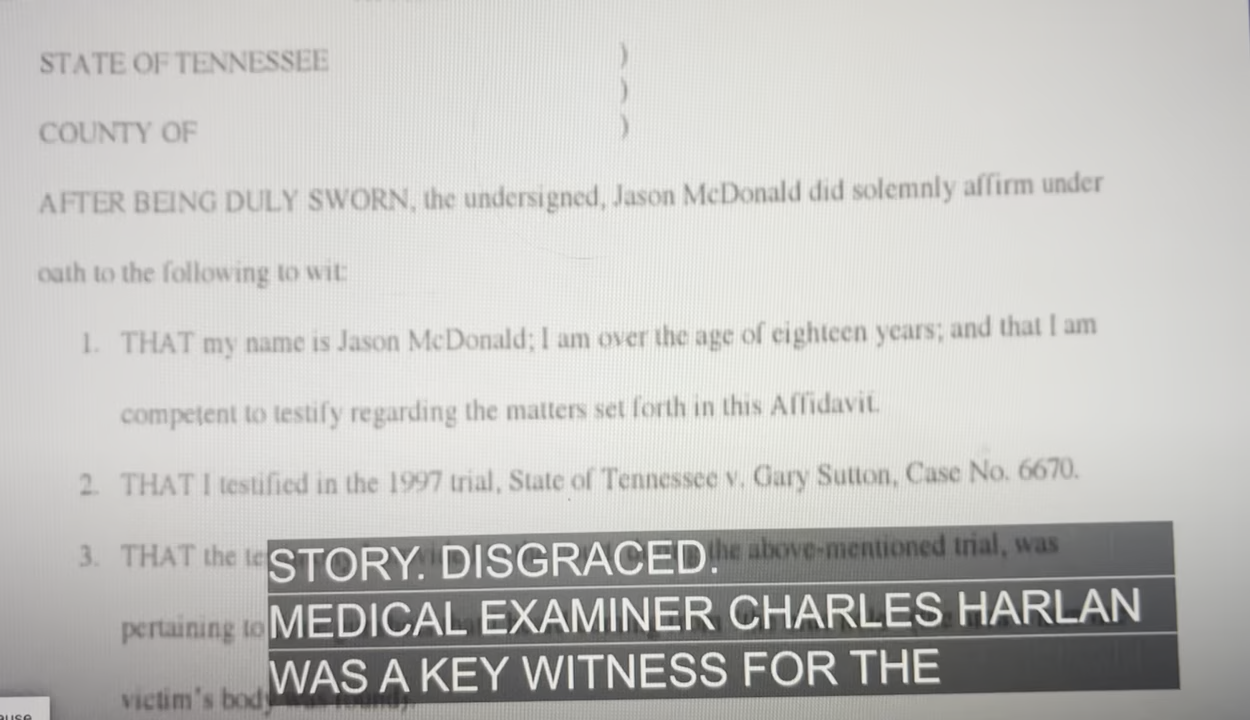 STATE OF TENNESSEE )
)
COUNTY OF )
AFTER BEING DULY SWORN, the undersigned, Jason McDonald did solemnly affirm under
oath to the following to wit:
1. THAT my name is Jason McDonald; I am over the age of eighteen years; and that I am
competent to testify regarding the matters set forth in this Affidavit.
2. THAT I testified in the 1997 trial, State of Tennessee v. Gary Sutton, Case No. 6670.
3. THAT the the above-mentioned trial, was
pertaining to
victim's body was found).
STORY. DISGRACED.
MEDICAL EXAMINER CHARLES HARLAN
WAS A KEY WITNESS FOR THE